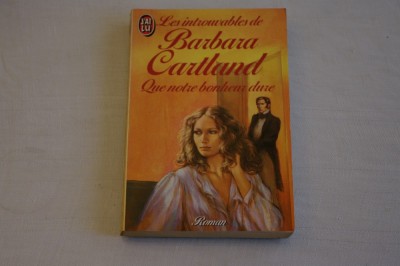 J'AI
LU
Les introuvables de
Barbara
Cartland
Que notre bonheur dure
Roman